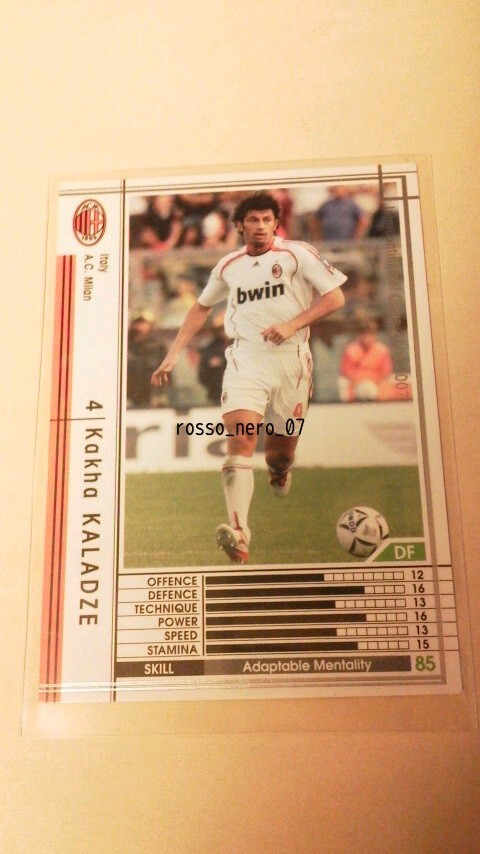 Italy
A.C. Milan
4 Kakha KALADZE
bwin
4
rosso_nero_07
DF
OFFENCE 12
DEFENCE 16
TECHNIQUE 13
POWER 16
SPEED 13
STAMINA 15
SKILL Adaptable Mentality 85